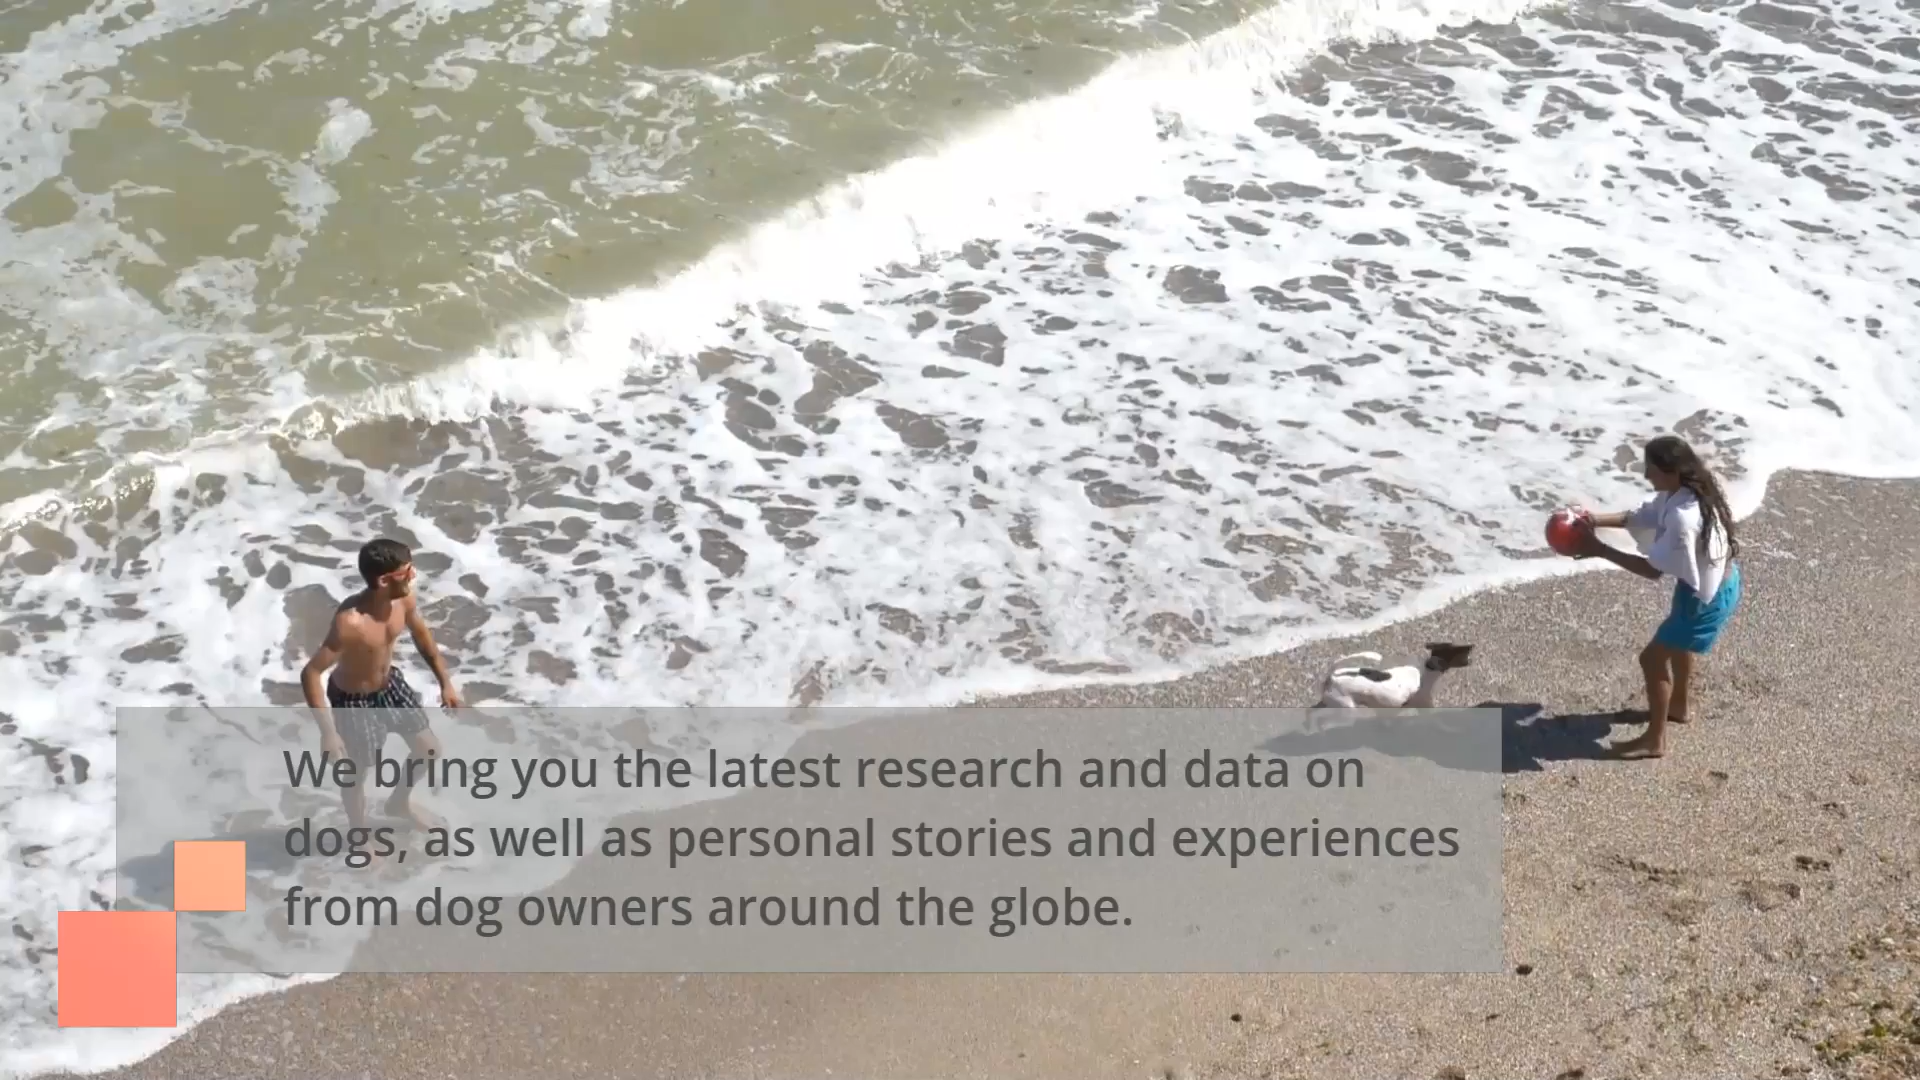 We bring you the latest research and data on
dogs, as well as personal stories and experiences
from dog owners around the globe.